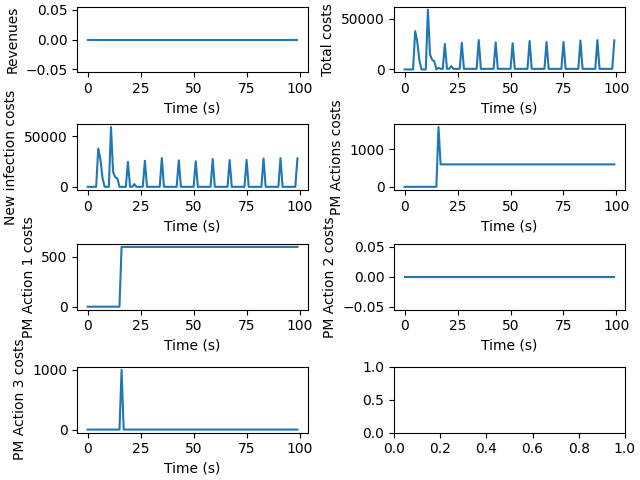 Revenues
0.05
0.00
−0.05
0 25 50 75 100
Time (s)
Total costs
50000
0
0 25 50 75 100
Time (s)
New infection costs
50000
0
0 25 50 75 100
Time (s)
PM Actions costs
1000
0
0 25 50 75 100
Time (s)
PM Action 1 costs
500
0
0 25 50 75 100
Time (s)
PM Action 2 costs
0.05
0.00
−0.05
0 25 50 75 100
Time (s)
PM Action 3 costs
1000
0
0 25 50 75 100
Time (s)
1.0
0.5
0.0
0.0 0.2 0.4 0.6 0.8 1.0